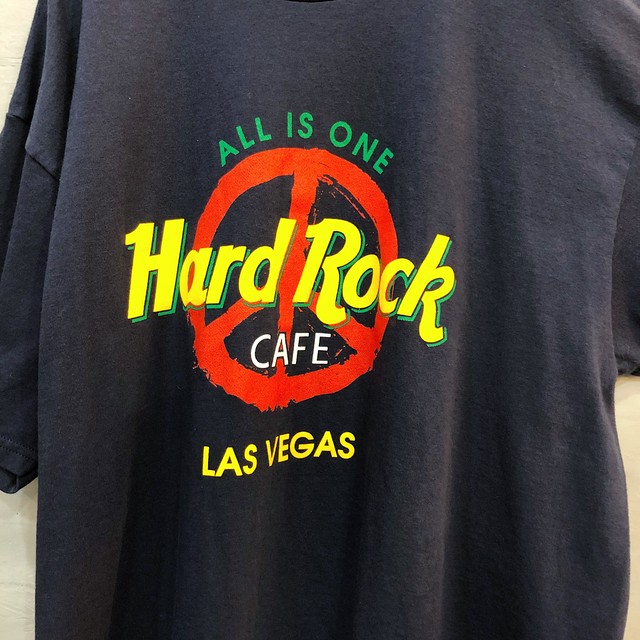 ALL IS ONE
Hard Rock
CAFE
LAS VEGAS